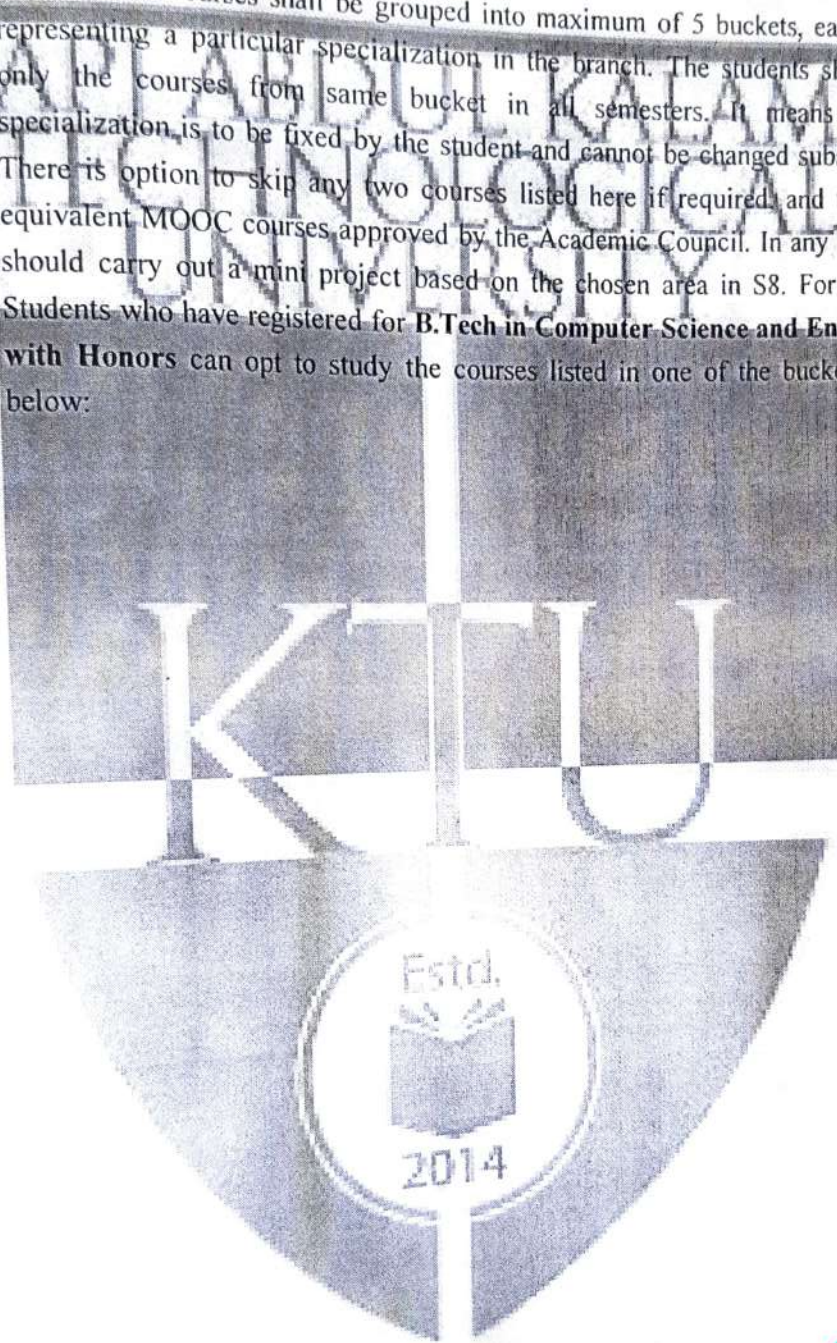 shall be grouped into maximum of 5 buckets, ea
representing a particular specialization in the branch. The students s
only the courses from same bucket in all semesters. It means
specialization is to be fixed by the student and cannot be changed sub
There is option to skip any two courses listed here if required and
equivalent MOOC courses approved by the Academic Council. In any
should carry out a mini project based on the chosen area in S8. For
Students who have registered for B.Tech in Computer Science and En
with Honors can opt to study the courses listed in one of the buck
below:
APJ ABDUL KALAM
TECHNOLOGICAL
UNIVERSITY
KTU
Estd.
2014